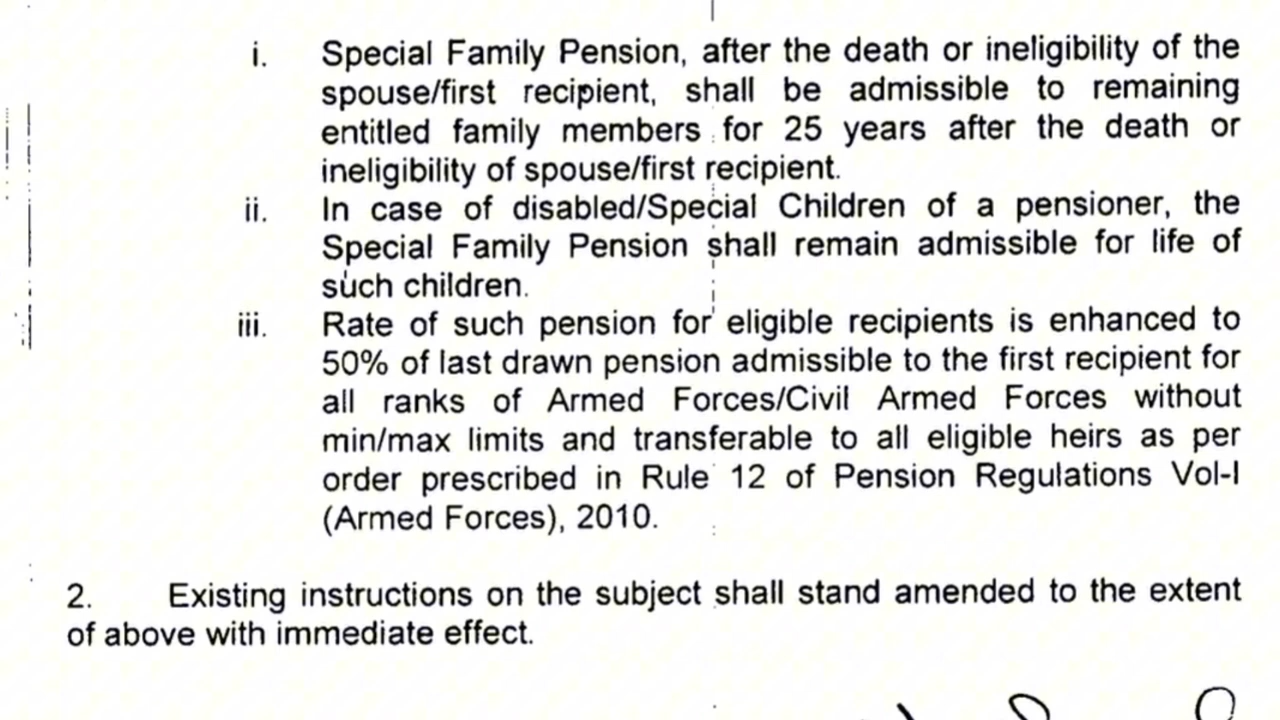 i. Special Family Pension, after the death or ineligibility of the
spouse/first recipient, shall be admissible to remaining
entitled family members for 25 years after the death or
ineligibility of spouse/first recipient.
ii. In case of disabled/Special Children of a pensioner, the
Special Family Pension shall remain admissible for life of
such children.
iii. Rate of such pension for eligible recipients is enhanced to
50% of last drawn pension admissible to the first recipient for
all ranks of Armed Forces/Civil Armed Forces without
min/max limits and transferable to all eligible heirs as per
order prescribed in Rule 12 of Pension Regulations Vol-I
(Armed Forces), 2010.
2. Existing instructions on the subject shall stand amended to the extent
of above with immediate effect.